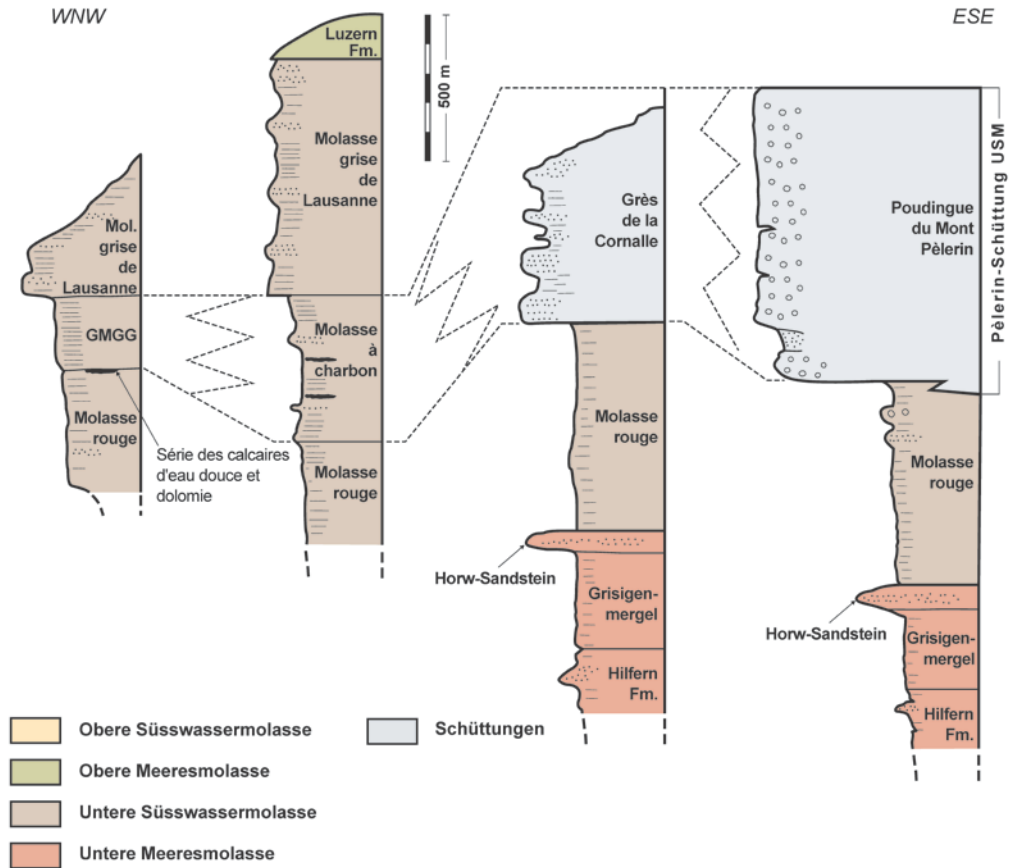 WNW
ESE
Luzern
Fm.
500 m
Molasse
grise
de
Lausanne
Mol.
grise
de
Lausanne
GMGG
Molasse
rouge
Série des calcaires
d'eau douce et
dolomie
Molasse
à
charbon
Molasse
rouge
Grès
de la
Cornalle
Molasse
rouge
Horw-Sandstein
Grisigen-
mergel
Hilfern
Fm.
Poudingue
du Mont
Pèlerin
Pèlerin-Schüttung USM
Molasse
rouge
Horw-Sandstein
Grisigen-
mergel
Hilfern
Fm.
Obere Süsswassermolasse
Obere Meeresmolasse
Untere Süsswassermolasse
Untere Meeresmolasse
Schüttungen